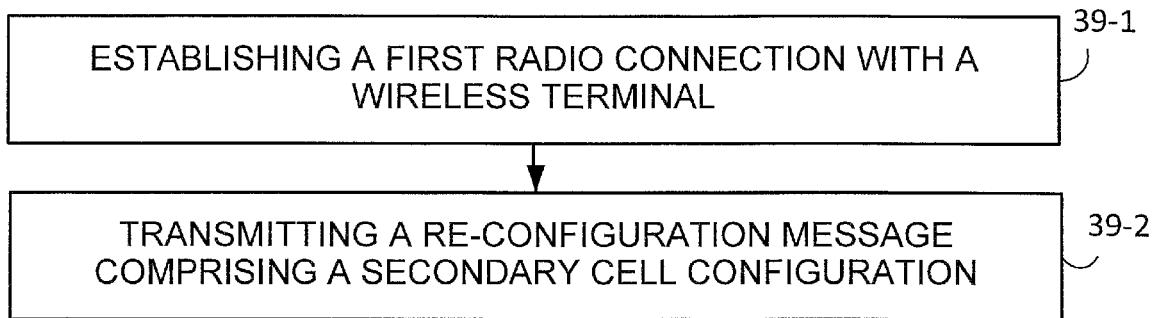 39-1
ESTABLISHING A FIRST RADIO CONNECTION WITH A
WIRELESS TERMINAL
39-2
TRANSMITTING A RE-CONFIGURATION MESSAGE
COMPRISING A SECONDARY CELL CONFIGURATION